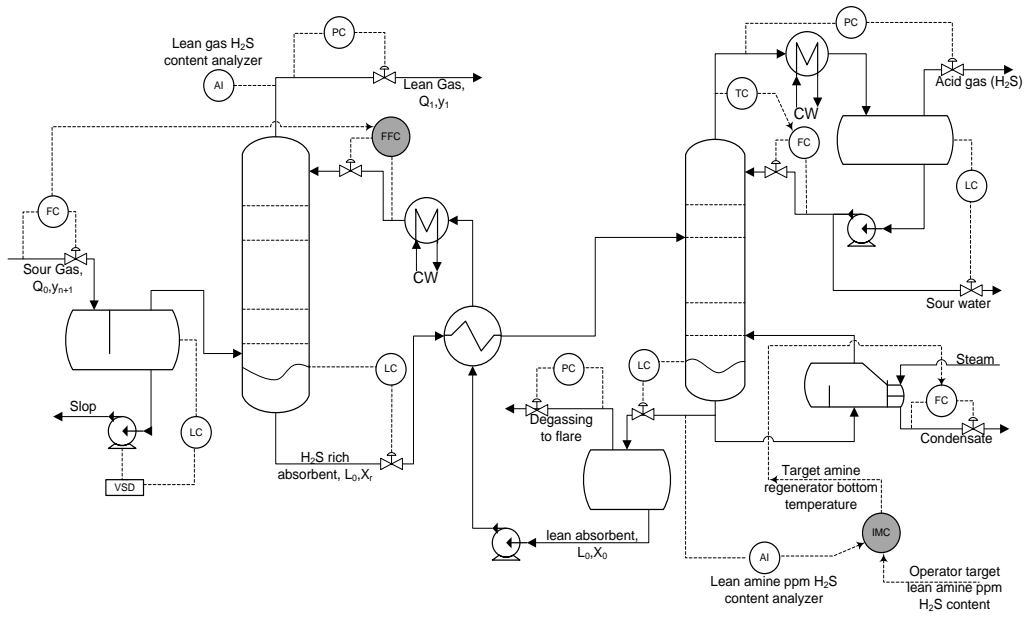 PC
Lean gas H₂S
content analyzer
AI
Lean Gas,
Q₁,y₁
FFC
FC
Sour Gas,
Q₀,yₙ₊₁
CW
LC
Slop
LC
VSD
H₂S rich
absorbent, L₀,Xᵣ
PC
Degassing
to flare
LC
lean absorbent,
L₀,X₀
PC
Acid gas (H₂S)
TC
CW
FC
LC
Sour water
Steam
FC
Condensate
Target amine
regenerator bottom
temperature
IMC
AI
Lean amine ppm H₂S
content analyzer
Operator target
lean amine ppm
H₂S content